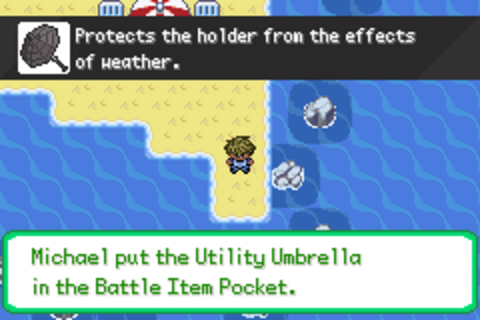 Protects the holder from the effects
of weather.
Michael put the Utility Umbrella
in the Battle Item Pocket.